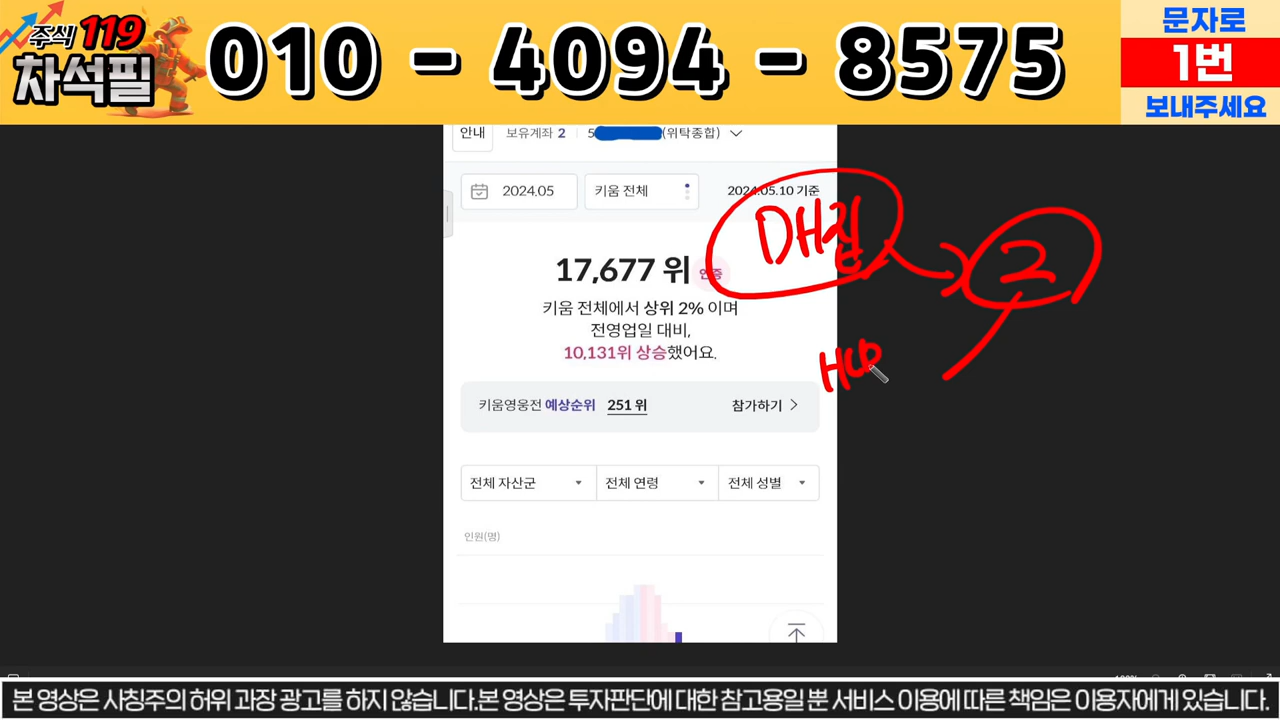 주식 119
차석필
010 - 4094 - 8575
문자로
1번
보내주세요
안내 보유계좌 2 5 (위탁종합)
2024.05 키움 전체 2024.05.10 기준
17,677 위 인증
키움 전체에서 상위 2% 이며
전영업일 대비,
10,131위 상승했어요.
키움영웅전 예상순위 251 위 참가하기
전체 자산군 전체 연령 전체 성별
인원(명)
본 영상은 사칭주의 허위 과장 광고를 하지 않습니다.본 영상은 투자판단에 대한 참고용일 뿐 서비스 이용에 따른 책임은 이용자에게 있습니다.